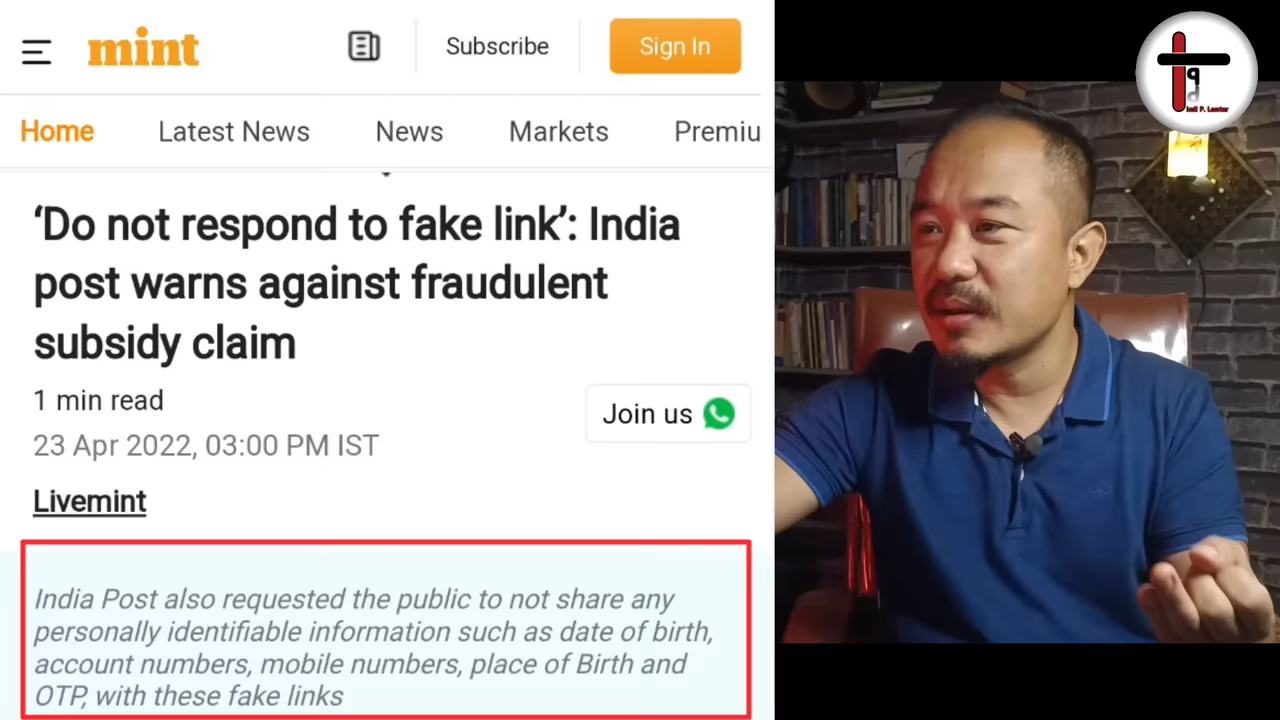 mint
Subscribe
Sign In
Home
Latest News
News
Markets
Premiu
‘Do not respond to fake link’: India
post warns against fraudulent
subsidy claim
1 min read
Join us
23 Apr 2022, 03:00 PM IST
Livemint
India Post also requested the public to not share any
personally identifiable information such as date of birth,
account numbers, mobile numbers, place of Birth and
OTP, with these fake links